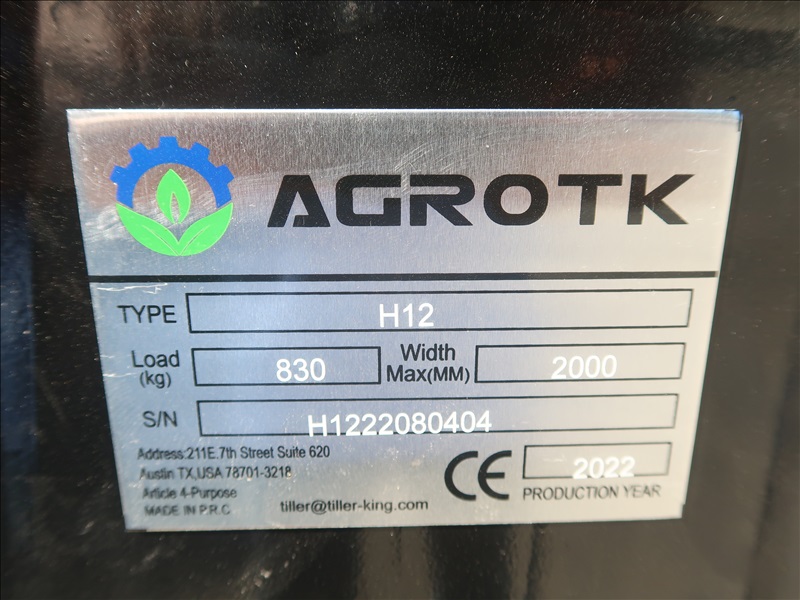 AGROTK
TYPE H12
Load (kg) 830 Width Max(MM) 2000
S/N H1222080404
Address:211E.7th Street Suite 620
Austin TX,USA 78701-3218
Article 4-Purpose
MADE IN P.R.C
tiller@tiller-king.com
CE
2022
PRODUCTION YEAR